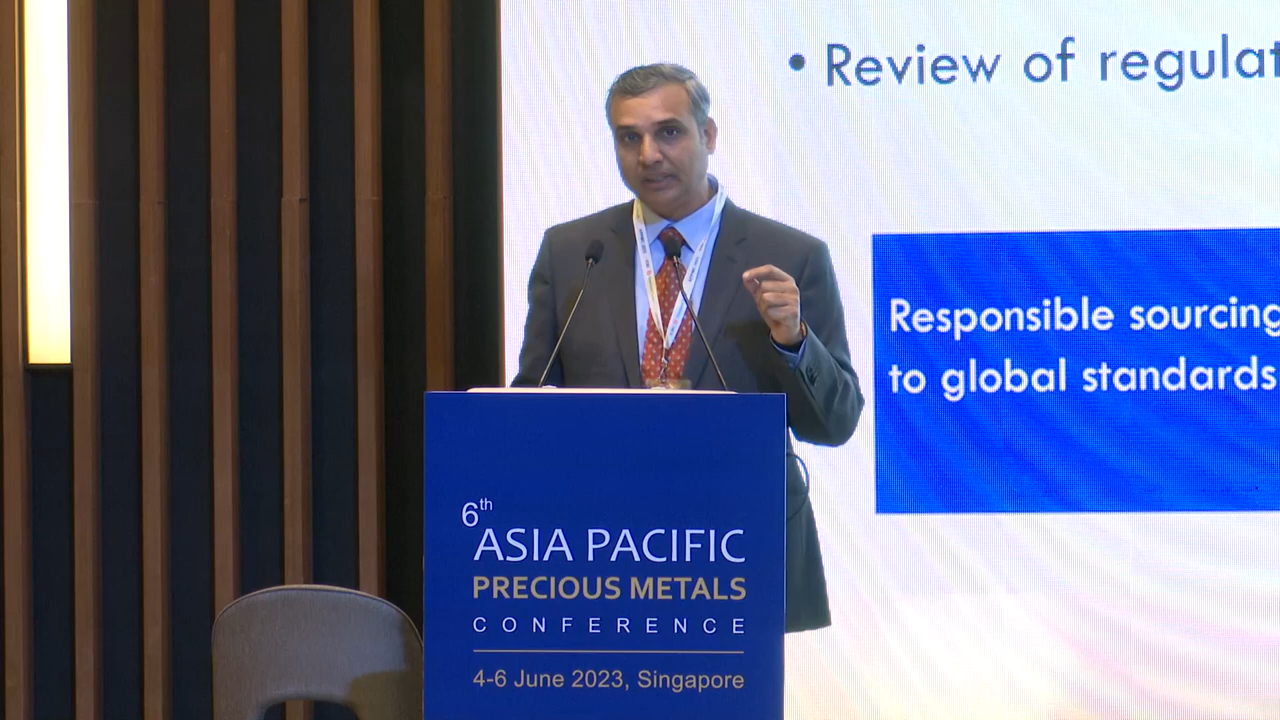 • Review of regulat
Responsible sourcing
to global standards
6th
ASIA PACIFIC
PRECIOUS METALS
CONFERENCE
4-6 June 2023, Singapore